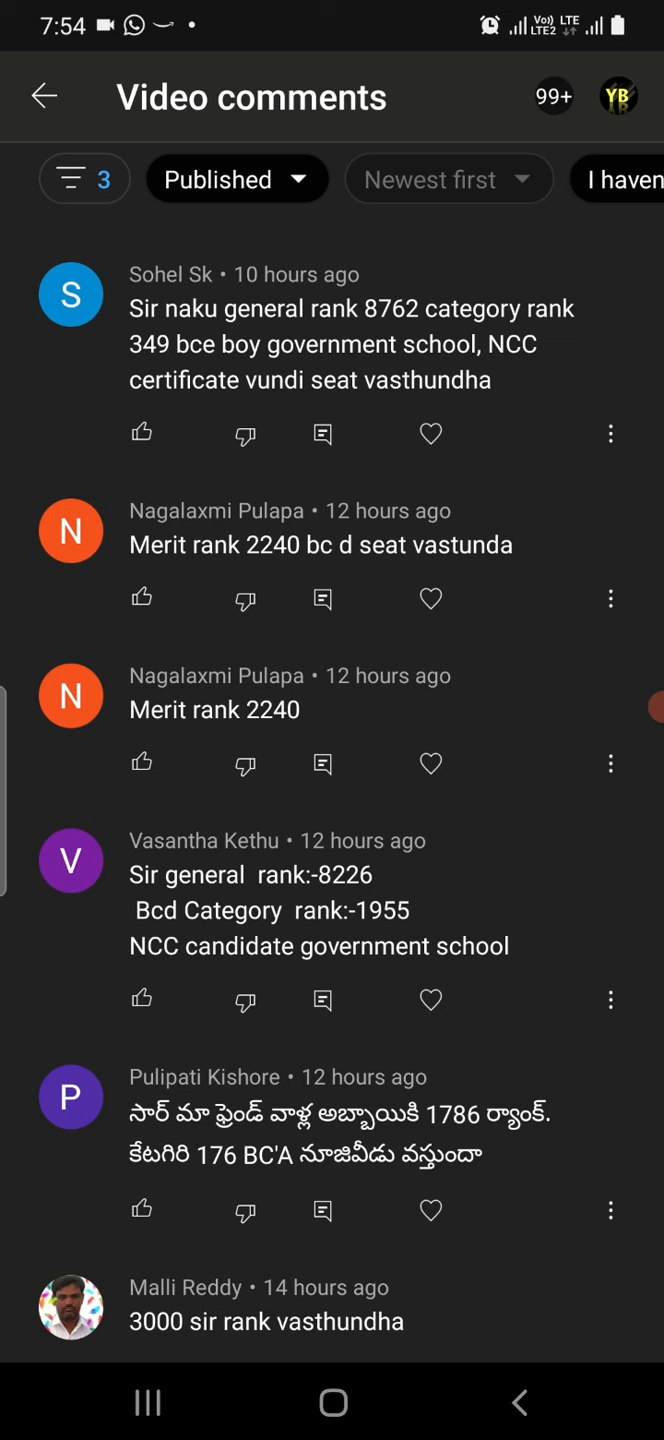 7:54
Vo)) LTE
LTE2
Video comments
99+
YB
3
Published
Newest first
I haven
S
Sohel Sk • 10 hours ago
Sir naku general rank 8762 category rank
349 bce boy government school, NCC
certificate vundi seat vasthundha
N
Nagalaxmi Pulapa • 12 hours ago
Merit rank 2240 bc d seat vastunda
N
Nagalaxmi Pulapa • 12 hours ago
Merit rank 2240
V
Vasantha Kethu • 12 hours ago
Sir general  rank:-8226
Bcd Category  rank:-1955
NCC candidate government school
P
Pulipati Kishore • 12 hours ago
సార్ మా ఫ్రెండ్ వాళ్ల అబ్బాయికి 1786 ర్యాంక్.
కేటగిరి 176 BC'A నూజివీడు వస్తుందా
Malli Reddy • 14 hours ago
3000 sir rank vasthundha